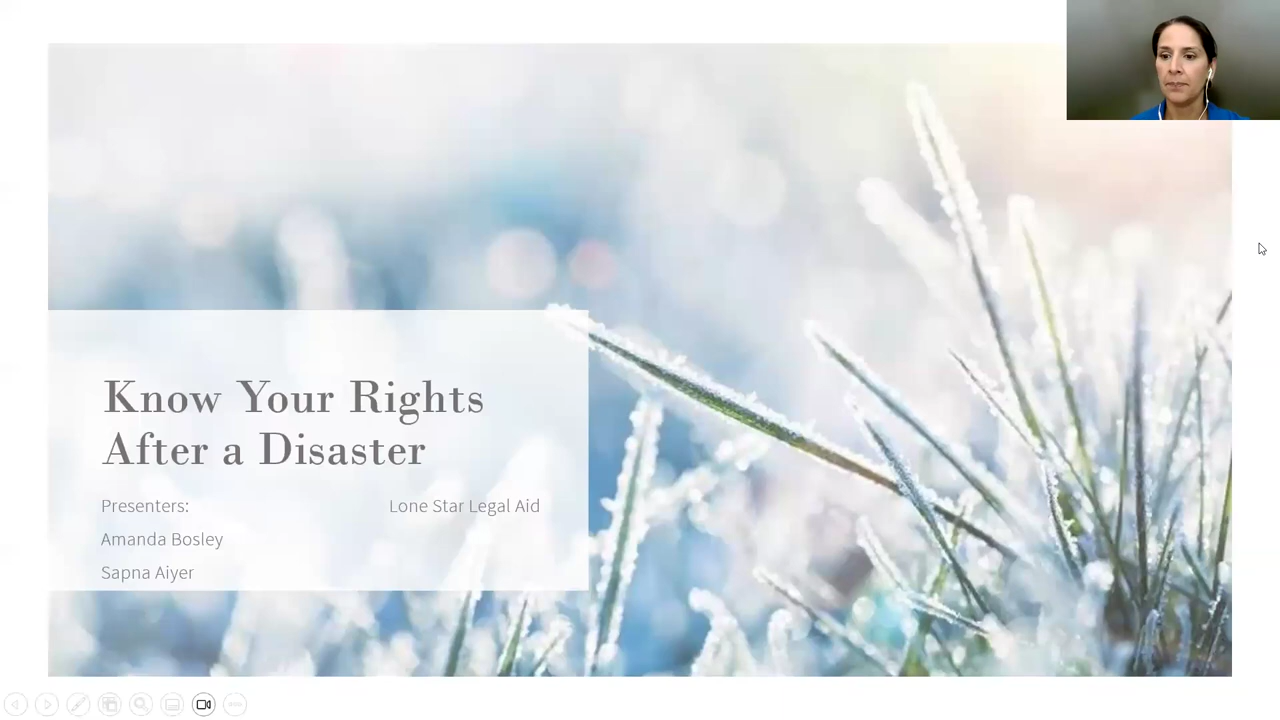 Know Your Rights
After a Disaster
Presenters:
Lone Star Legal Aid
Amanda Bosley
Sapna Aiyer